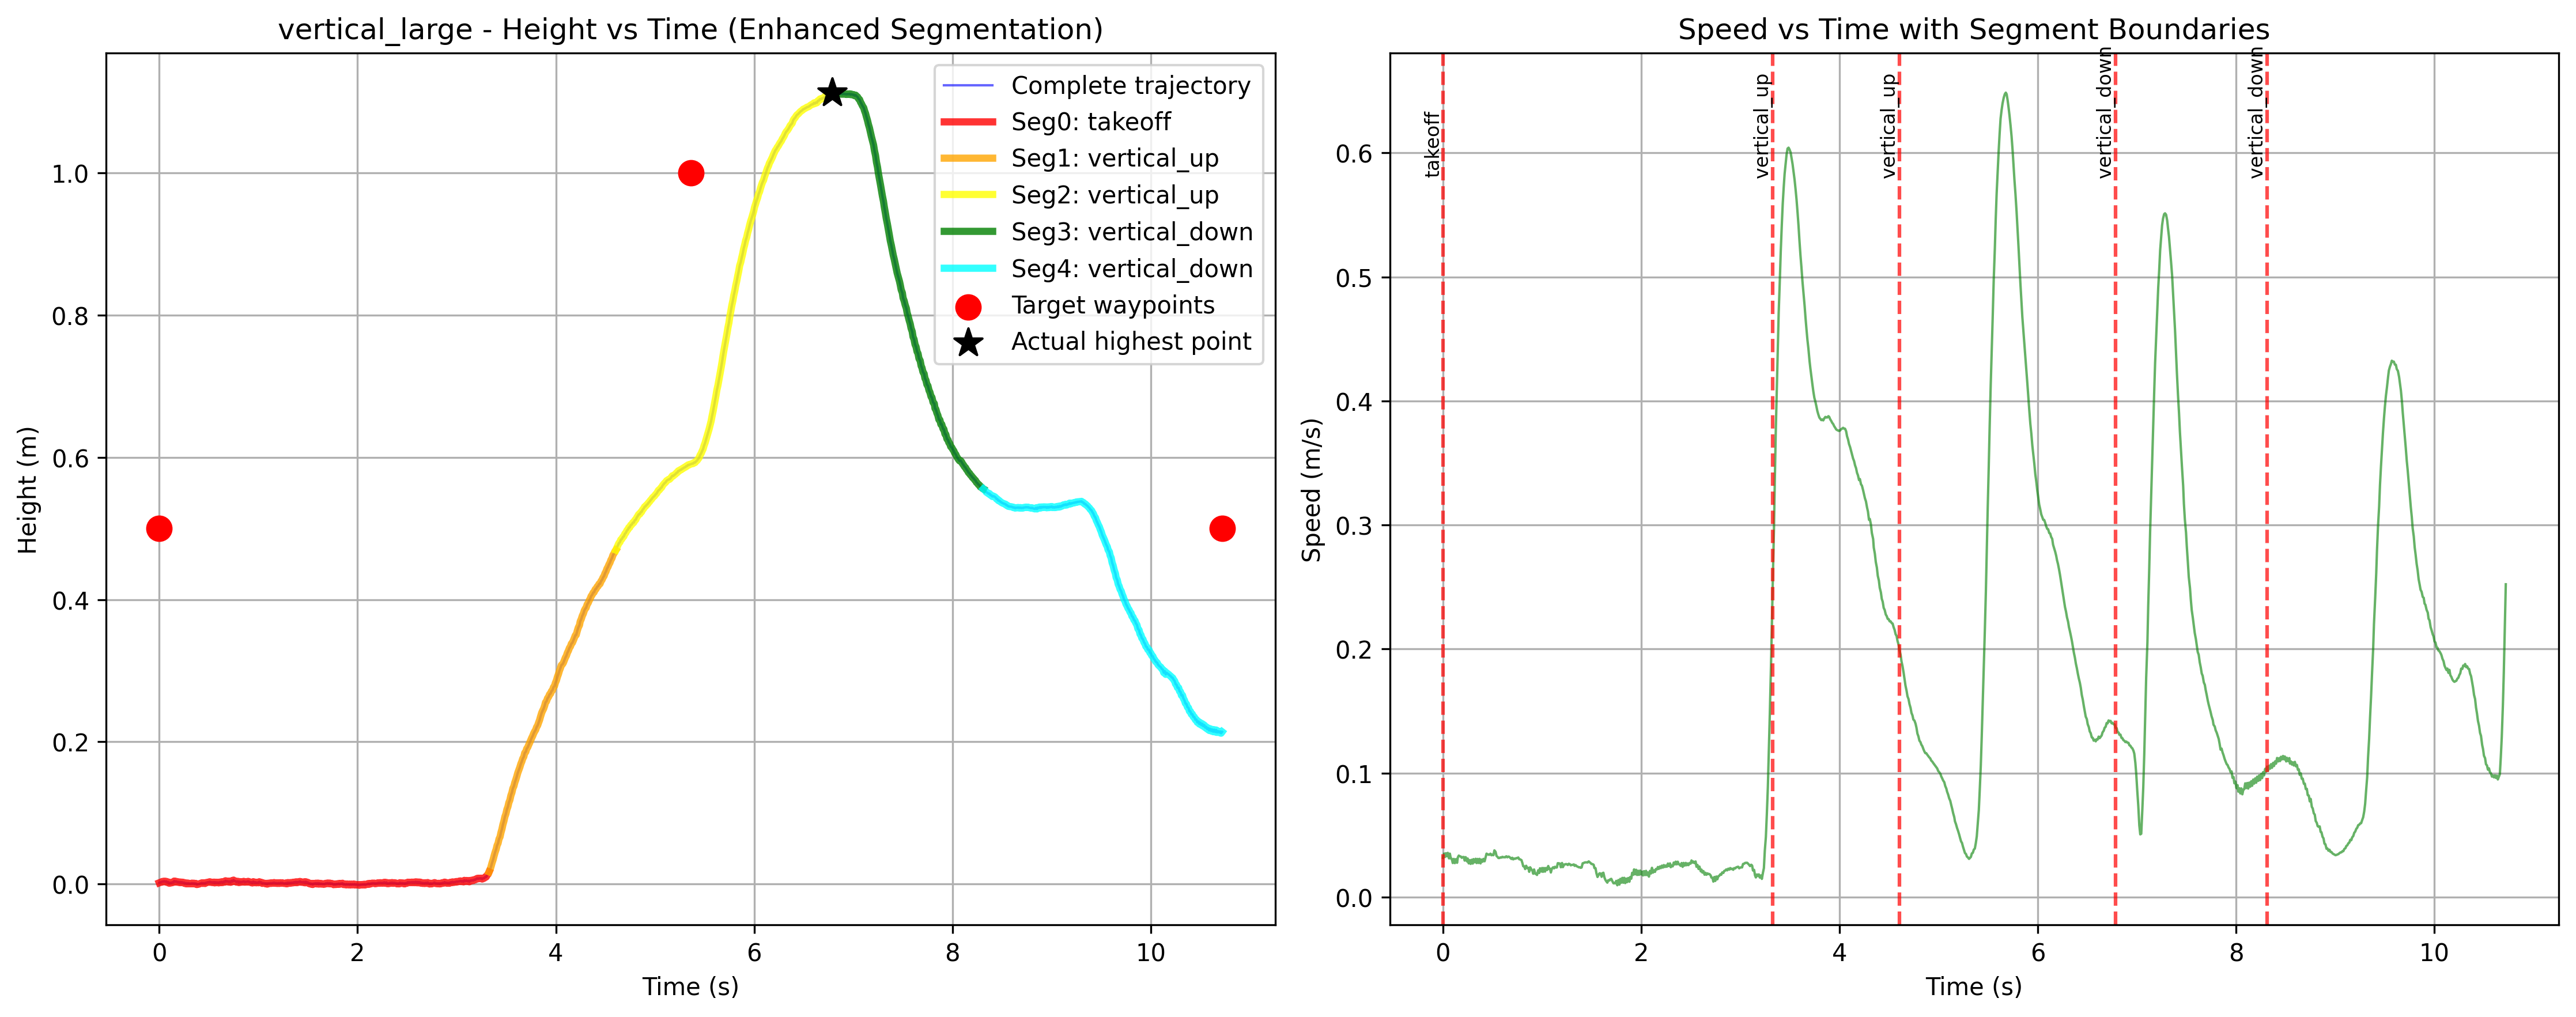 vertical_large - Height vs Time (Enhanced Segmentation)
Height (m)
1.0
0.8
0.6
0.4
0.2
0.0
0 2 4 6 8 10
Time (s)
Complete trajectory
Seg0: takeoff
Seg1: vertical_up
Seg2: vertical_up
Seg3: vertical_down
Seg4: vertical_down
Target waypoints
Actual highest point
Speed vs Time with Segment Boundaries
Speed (m/s)
0.6
0.5
0.4
0.3
0.2
0.1
0.0
takeoff
vertical_up
vertical_up
vertical_down
vertical_down
0 2 4 6 8 10
Time (s)